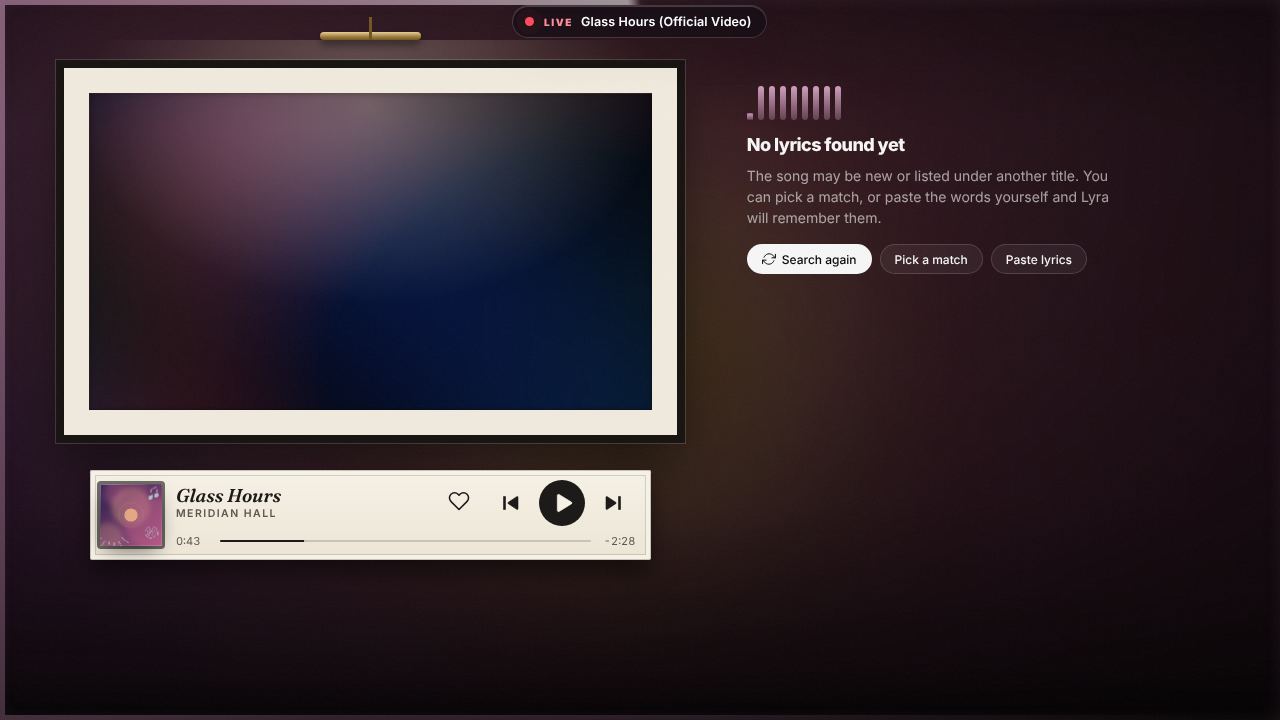 LIVE Glass Hours (Official Video)
No lyrics found yet
The song may be new or listed under another title. You
can pick a match, or paste the words yourself and Lyra
will remember them.
Search again
Pick a match
Paste lyrics
Glass Hours
MERIDIAN HALL
0:43
-2:28